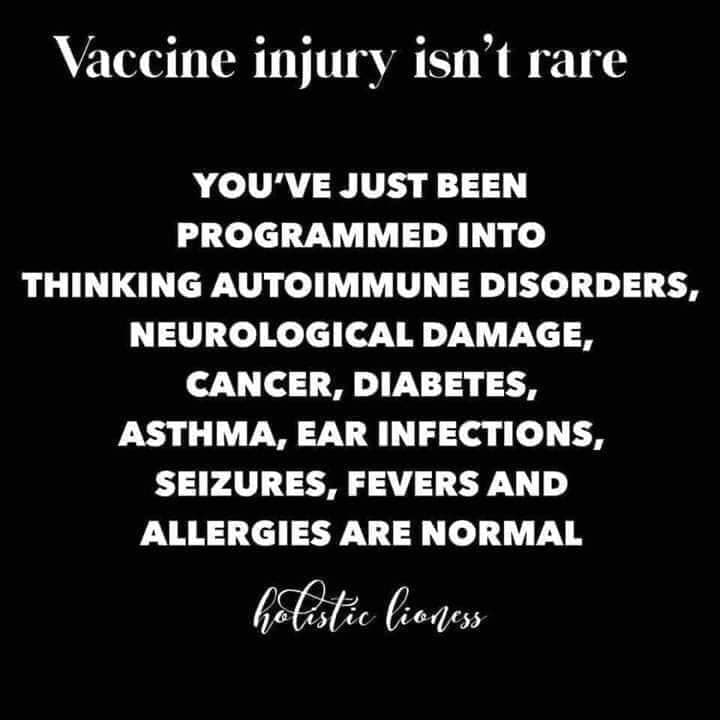 Vaccine injury isn't rare
YOU'VE JUST BEEN
PROGRAMMED INTO
THINKING AUTOIMMUNE DISORDERS,
NEUROLOGICAL DAMAGE,
CANCER, DIABETES,
ASTHMA, EAR INFECTIONS,
SEIZURES, FEVERS AND
ALLERGIES ARE NORMAL
holistic lioness